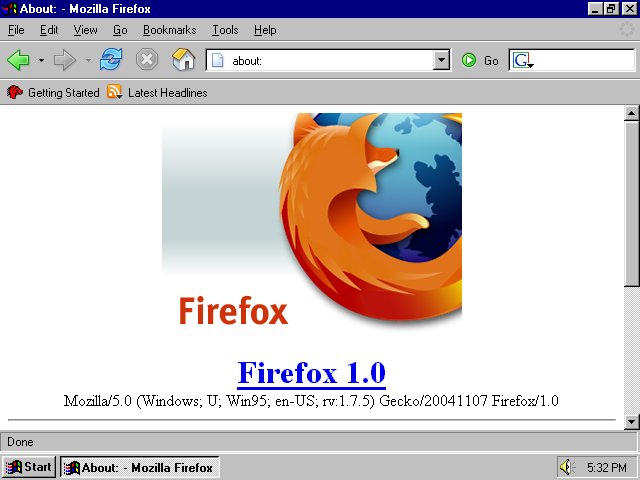 About: - Mozilla Firefox
File Edit View Go Bookmarks Tools Help
about: Go G
Getting Started Latest Headlines
Firefox
Firefox 1.0
Mozilla/5.0 (Windows; U; Win95; en-US; rv:1.7.5) Gecko/20041107 Firefox/1.0
Done
Start About: - Mozilla Firefox 5:32 PM